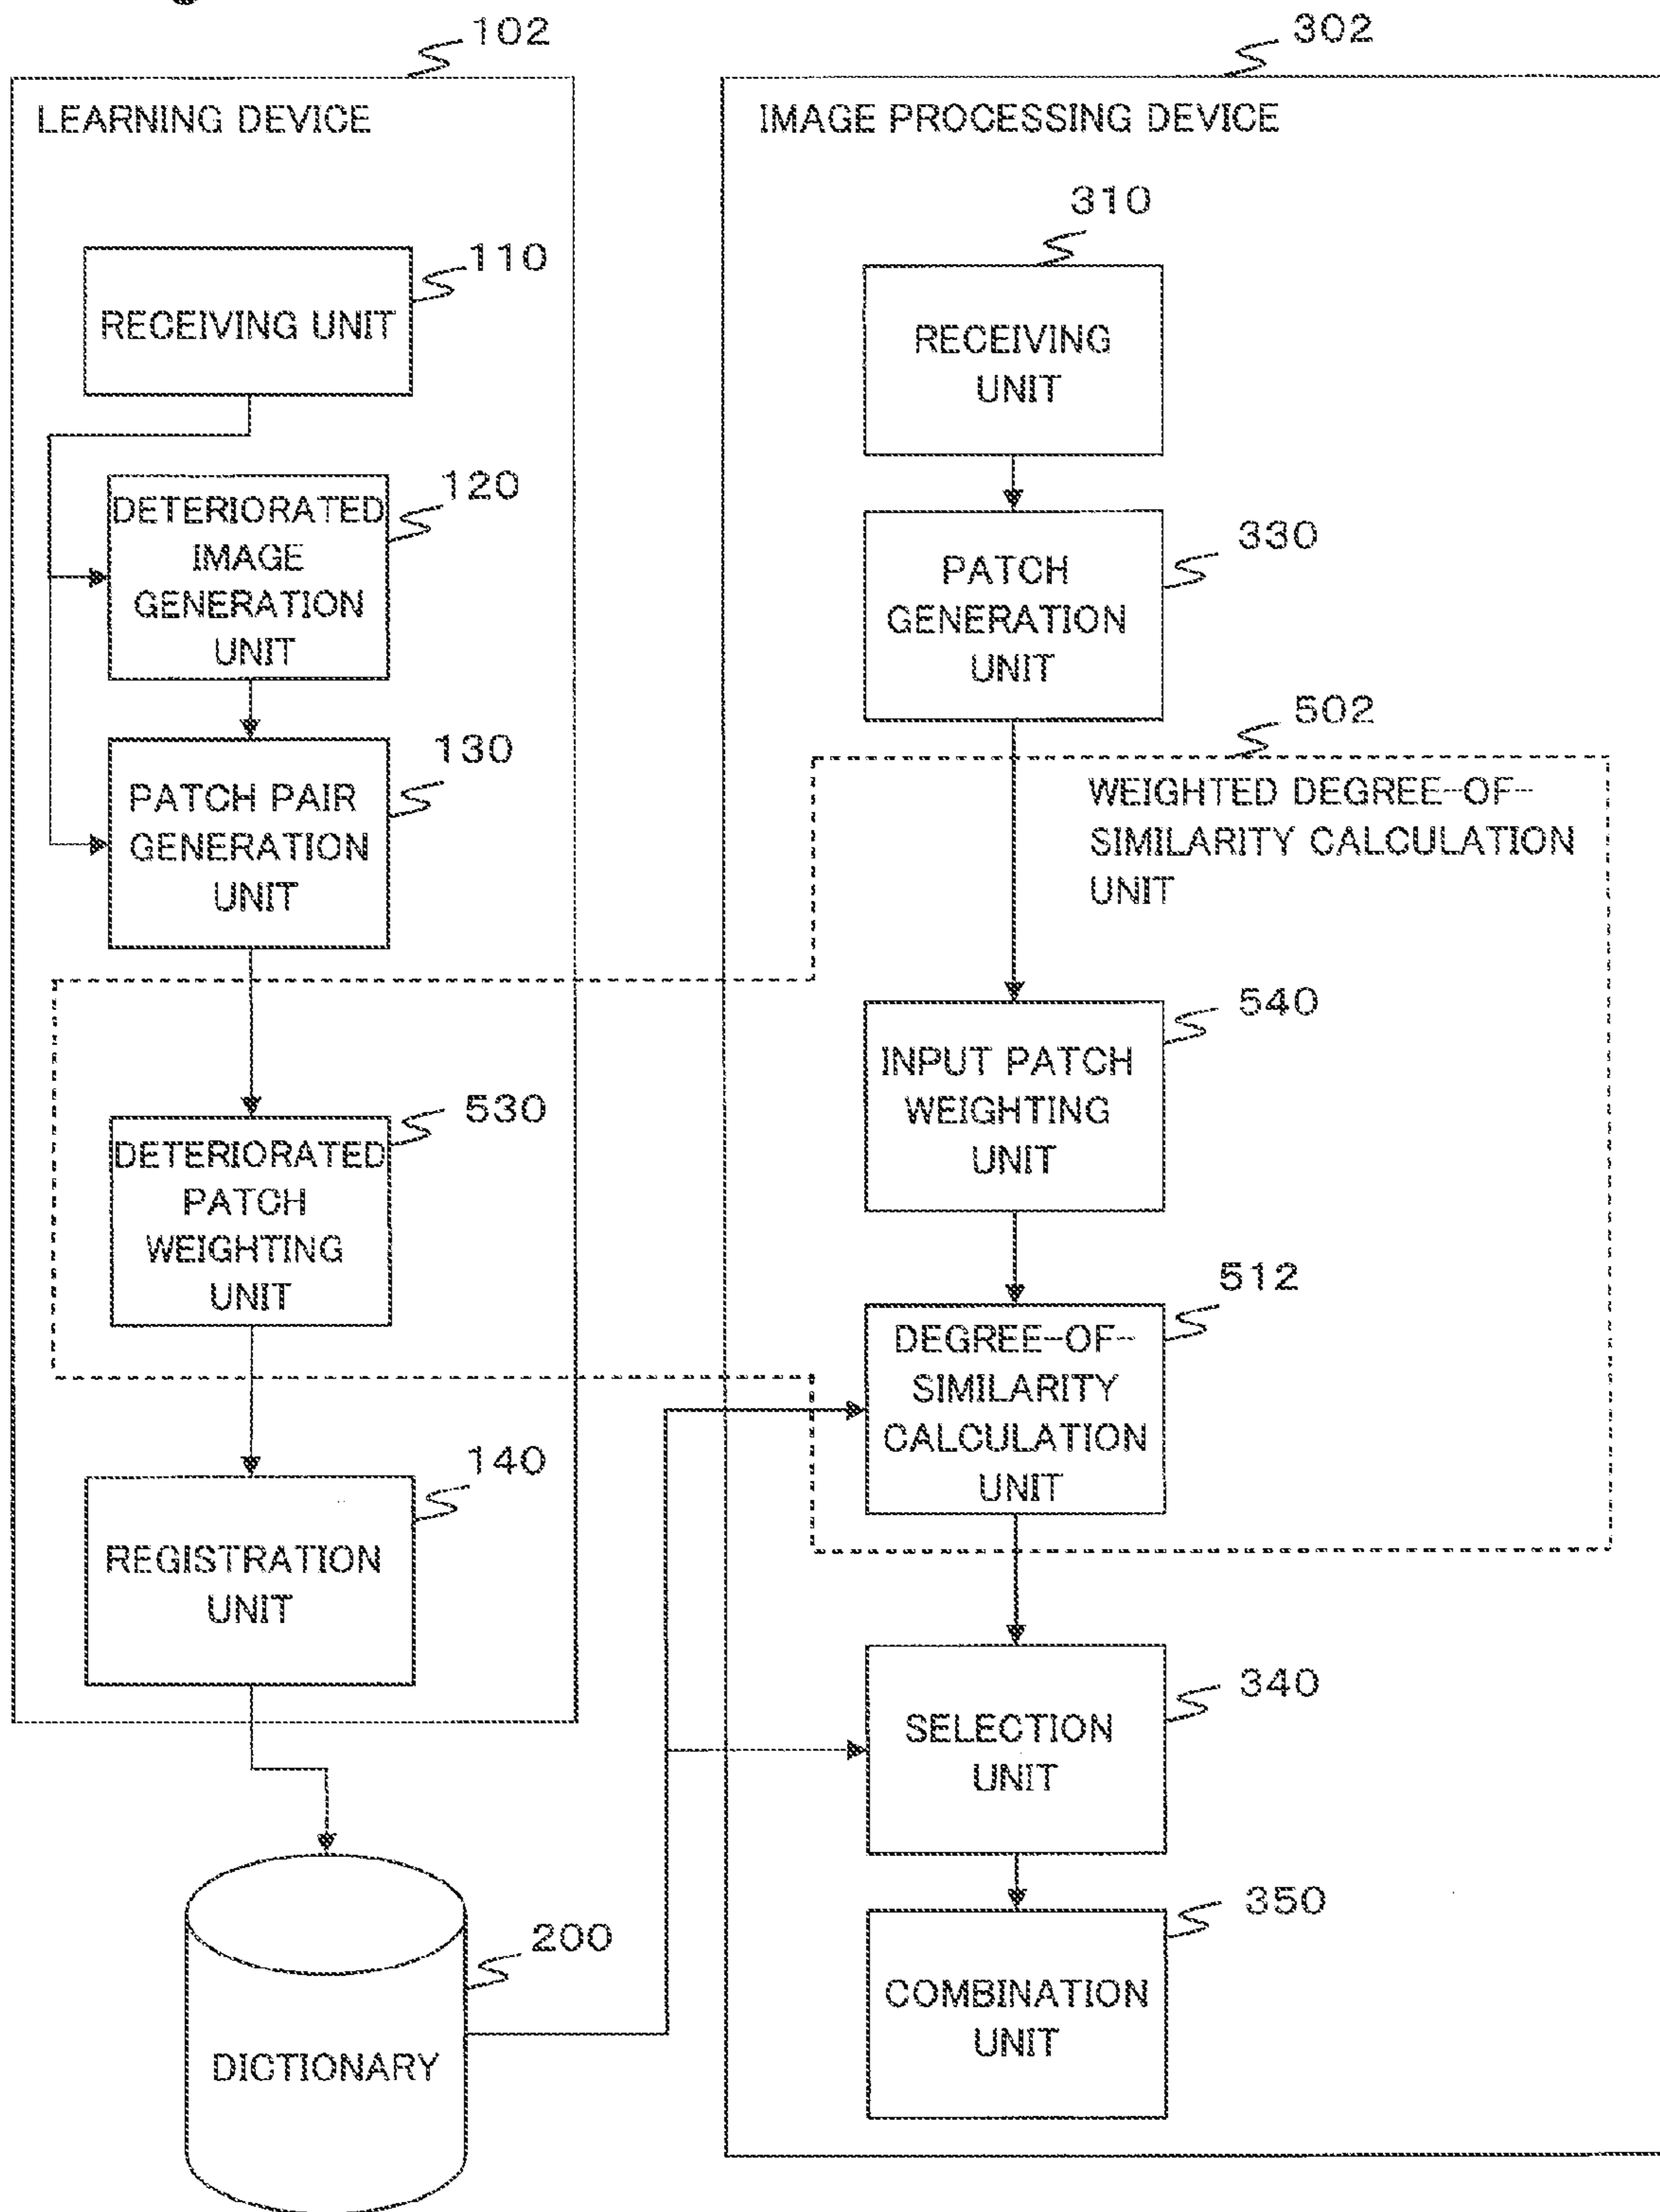 102
LEARNING DEVICE
110
RECEIVING UNIT
120
DETERIORATED
IMAGE
GENERATION
UNIT
130
PATCH PAIR
GENERATION
UNIT
530
DETERIORATED
PATCH
WEIGHTING
UNIT
140
REGISTRATION
UNIT
200
DICTIONARY
302
IMAGE PROCESSING DEVICE
310
RECEIVING
UNIT
330
PATCH
GENERATION
UNIT
502
WEIGHTED DEGREE-OF-
SIMILARITY CALCULATION
UNIT
540
INPUT PATCH
WEIGHTING
UNIT
512
DEGREE-OF-
SIMILARITY
CALCULATION
UNIT
340
SELECTION
UNIT
350
COMBINATION
UNIT